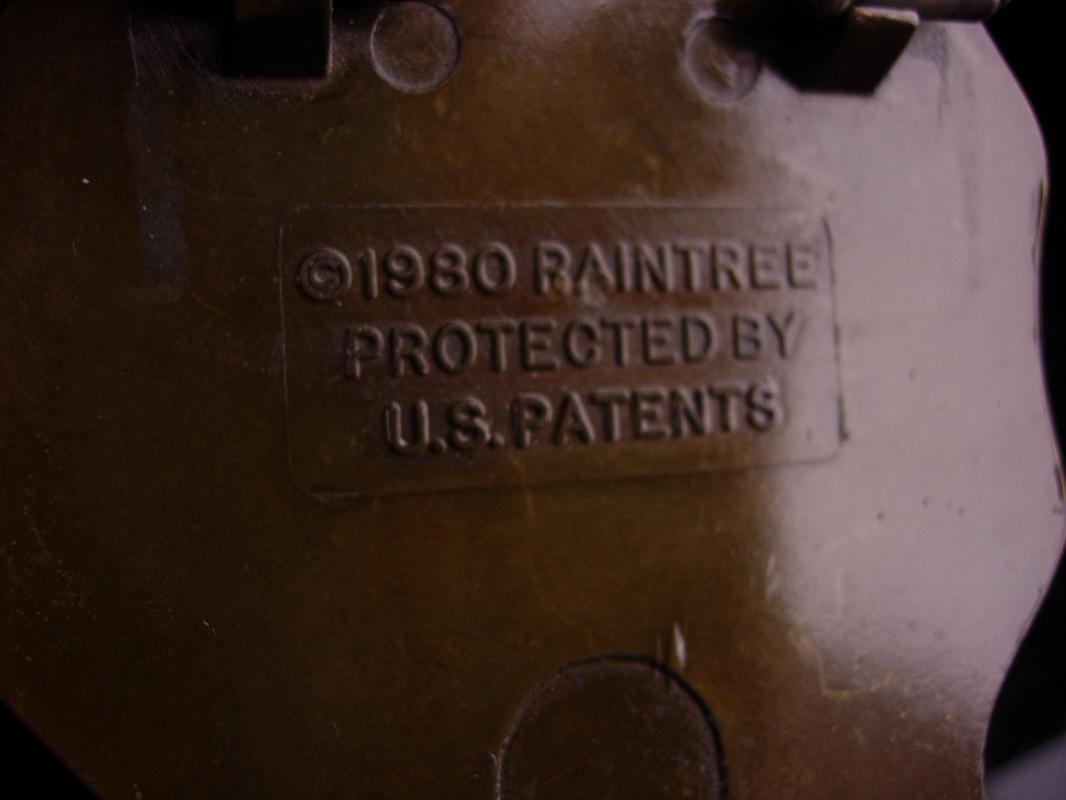 ©1980 RAINTREE
PROTECTED BY
U.S. PATENTS